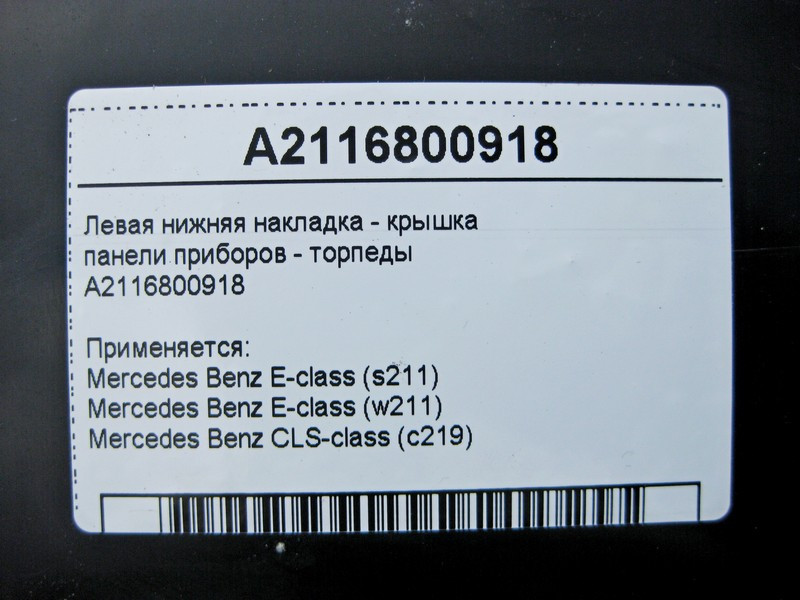 A2116800918
Левая нижняя накладка - крышка
панели приборов - торпеды
A2116800918
Применяется:
Mercedes Benz E-class (s211)
Mercedes Benz E-class (w211)
Mercedes Benz CLS-class (c219)